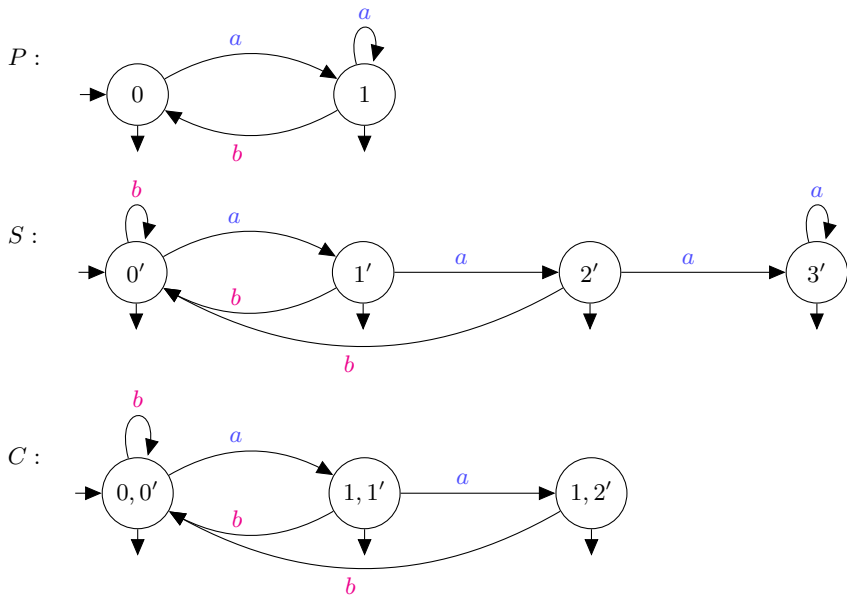 a a
P :
0 1
b
b a
S :
a a
0′ 1′ 2′ 3′
b
b
b
C :
a
a
0, 0′ 1, 1′ 1, 2′
b
b